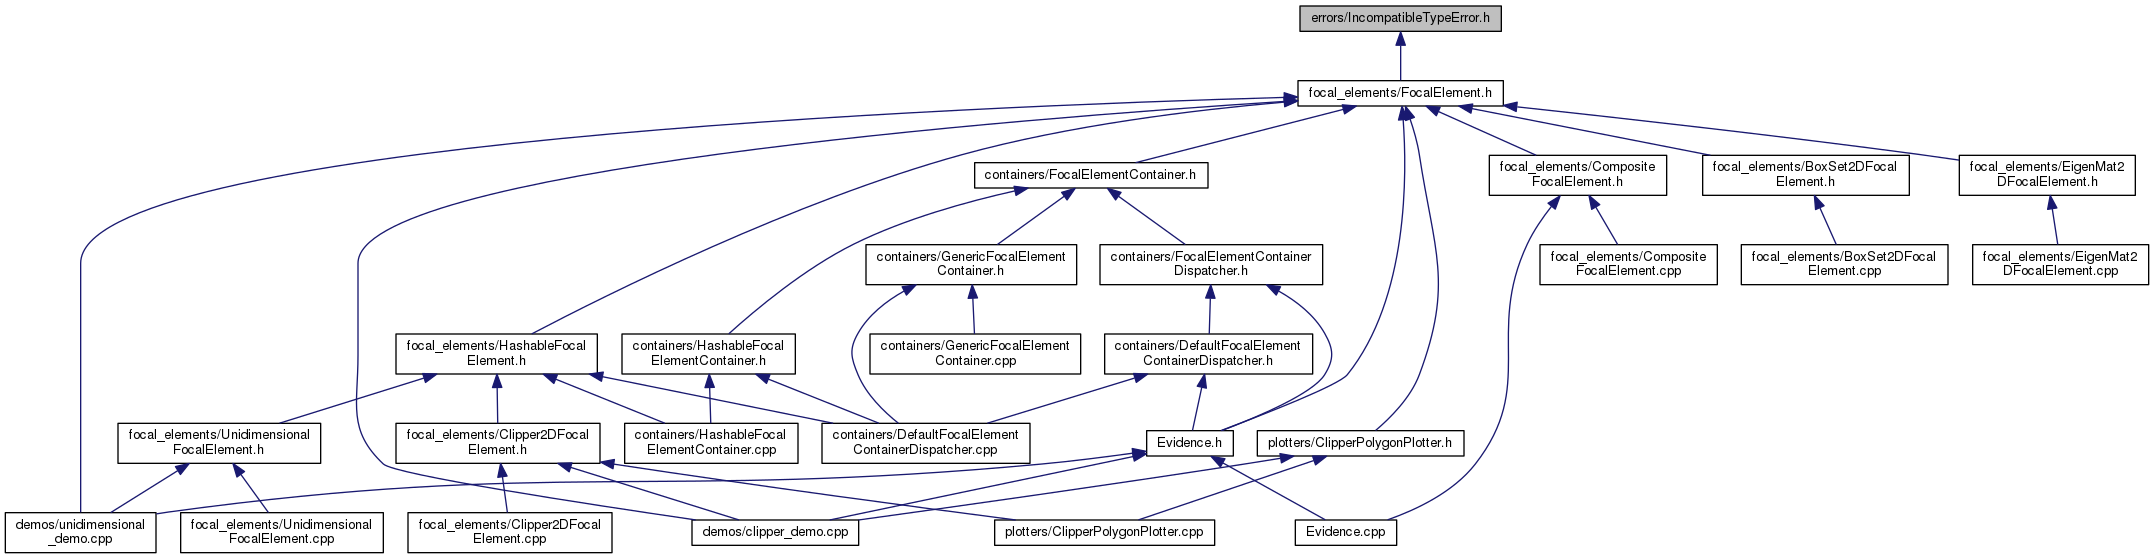 errors/IncompatibleTypeError.h
focal_elements/FocalElement.h
containers/FocalElementContainer.h
focal_elements/Composite
FocalElement.h
focal_elements/BoxSet2DFocal
Element.h
focal_elements/EigenMat2
DFocalElement.h
containers/GenericFocalElement
Container.h
containers/FocalElementContainer
Dispatcher.h
focal_elements/Composite
FocalElement.cpp
focal_elements/BoxSet2DFocal
Element.cpp
focal_elements/EigenMat2
DFocalElement.cpp
focal_elements/HashableFocal
Element.h
containers/HashableFocal
ElementContainer.h
containers/GenericFocalElement
Container.cpp
containers/DefaultFocalElement
ContainerDispatcher.h
focal_elements/Unidimensional
FocalElement.h
focal_elements/Clipper2DFocal
Element.h
containers/HashableFocal
ElementContainer.cpp
containers/DefaultFocalElement
ContainerDispatcher.cpp
Evidence.h
plotters/ClipperPolygonPlotter.h
demos/unidimensional
_demo.cpp
focal_elements/Unidimensional
FocalElement.cpp
focal_elements/Clipper2DFocal
Element.cpp
demos/clipper_demo.cpp
plotters/ClipperPolygonPlotter.cpp
Evidence.cpp